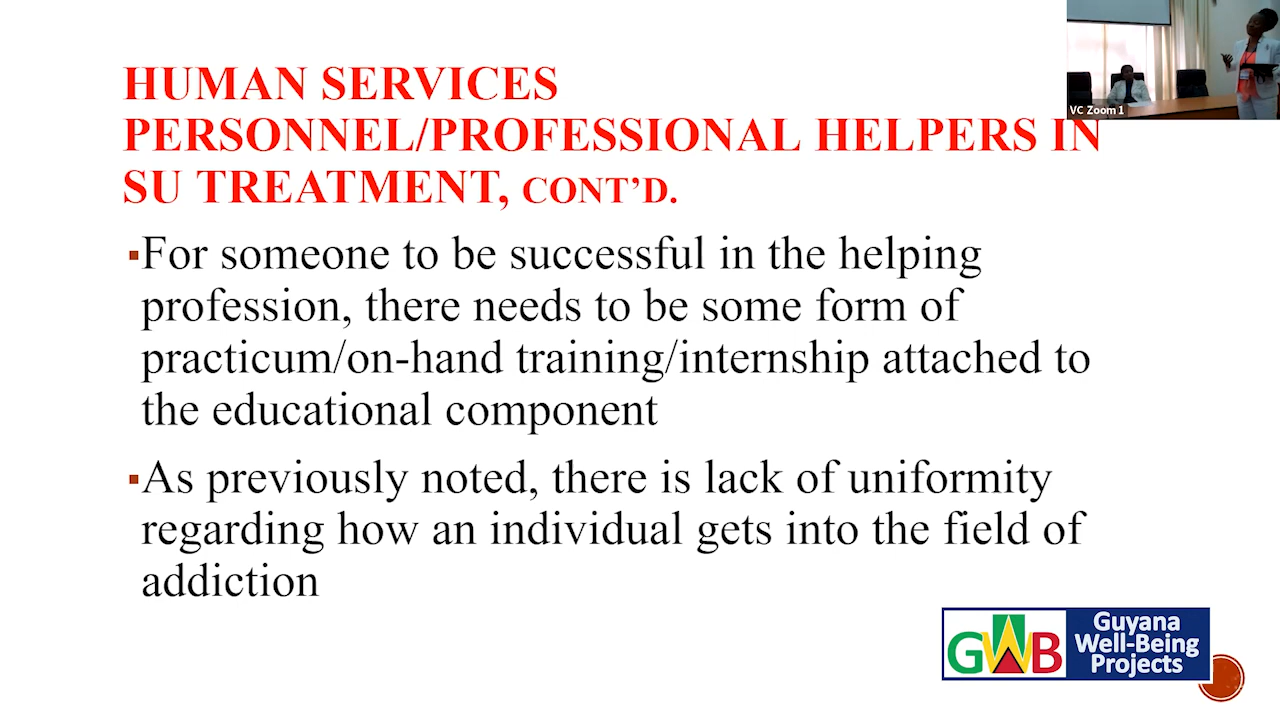 HUMAN SERVICES
PERSONNEL/PROFESSIONAL HELPERS IN
SU TREATMENT, CONT’D.
▪For someone to be successful in the helping
profession, there needs to be some form of
practicum/on-hand training/internship attached to
the educational component
▪As previously noted, there is lack of uniformity
regarding how an individual gets into the field of
addiction
VC Zoom 1
GWB
Guyana
Well-Being
Projects